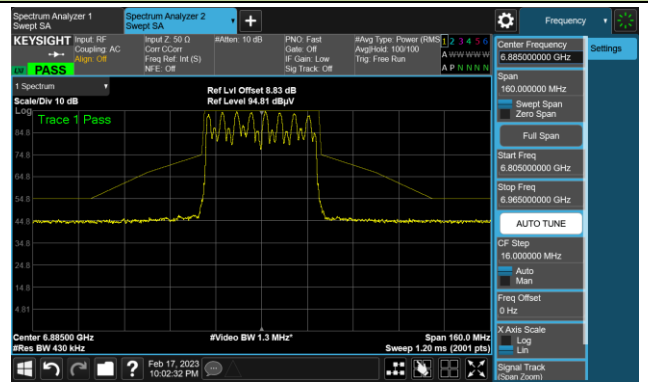 Spectrum Analyzer 1
Swept SA
Spectrum Analyzer 2
Swept SA
Frequency
KEYSIGHT
Input: RF
Coupling: AC
Align: Off
Input Z: 50 Ω
Corr CCorr
Freq Ref: Int (S)
NFE: Off
#Atten: 10 dB
PNO: Fast
Gate: Off
IF Gain: Low
Sig Track: Off
#Avg Type: Power (RMS
Avg|Hold: 100/100
Trig: Free Run
1 2 3 4 5 6
A W W W W W
A P N N N N
PASS
1 Spectrum
Scale/Div 10 dB
Ref Lvl Offset 8.83 dB
Ref Level 94.81 dBµV
Log
Trace 1 Pass
84.8
74.8
64.8
54.8
44.8
34.8
24.8
14.8
4.81
Center 6.88500 GHz
#Res BW 430 kHz
#Video BW 1.3 MHz*
Span 160.0 MHz
Sweep 1.20 ms (2001 pts)
Feb 17, 2023
10:02:32 PM
Center Frequency
6.885000000 GHz
Settings
Span
160.000000 MHz
Swept Span
Zero Span
Full Span
Start Freq
6.805000000 GHz
Stop Freq
6.965000000 GHz
AUTO TUNE
CF Step
16.000000 MHz
Auto
Man
Freq Offset
0 Hz
X Axis Scale
Log
Lin
Signal Track
(Span Zoom)